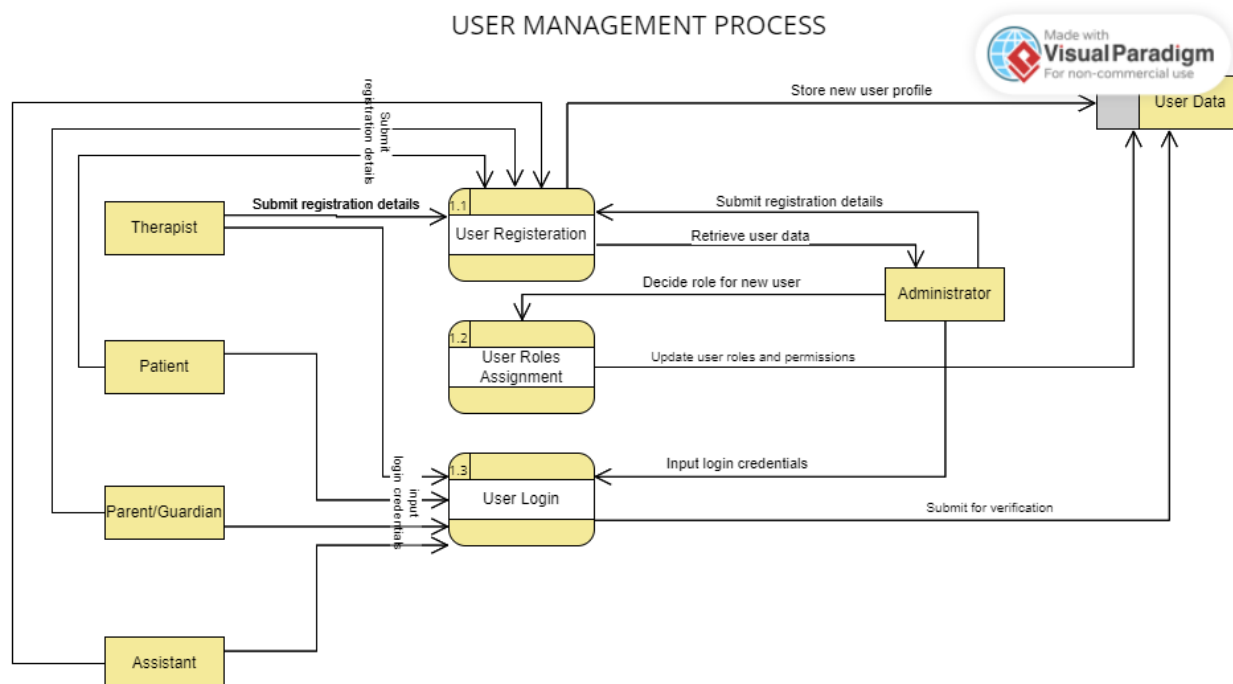 USER MANAGEMENT PROCESS
Made with
Visual Paradigm
For non-commercial use
User Data
Store new user profile
Submit
registration details
1.1
User Registeration
Submit registration details
Therapist
Submit registration details
Retrieve user data
Administrator
Decide role for new user
1.2
User Roles
Assignment
Update user roles and permissions
Patient
1.3
User Login
Input login credentials
input
login credentials
Submit for verification
Parent/Guardian
Assistant